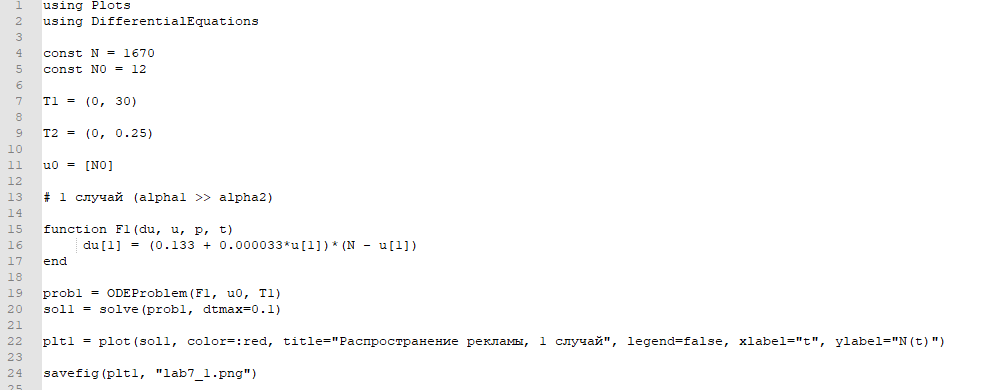 1 using Plots
2 using DifferentialEquations
3
4 const N = 1670
5 const N0 = 12
6
7 T1 = (0, 30)
8
9 T2 = (0, 0.25)
10
11 u0 = [N0]
12
13 # 1 случай (alpha1 >> alpha2)
14
15 function F1(du, u, p, t)
16 du[1] = (0.133 + 0.000033*u[1])*(N - u[1])
17 end
18
19 prob1 = ODEProblem(F1, u0, T1)
20 sol1 = solve(prob1, dtmax=0.1)
21
22 plt1 = plot(sol1, color=:red, title="Распространение рекламы, 1 случай", legend=false, xlabel="t", ylabel="N(t)")
23
24 savefig(plt1, "lab7_1.png")
25